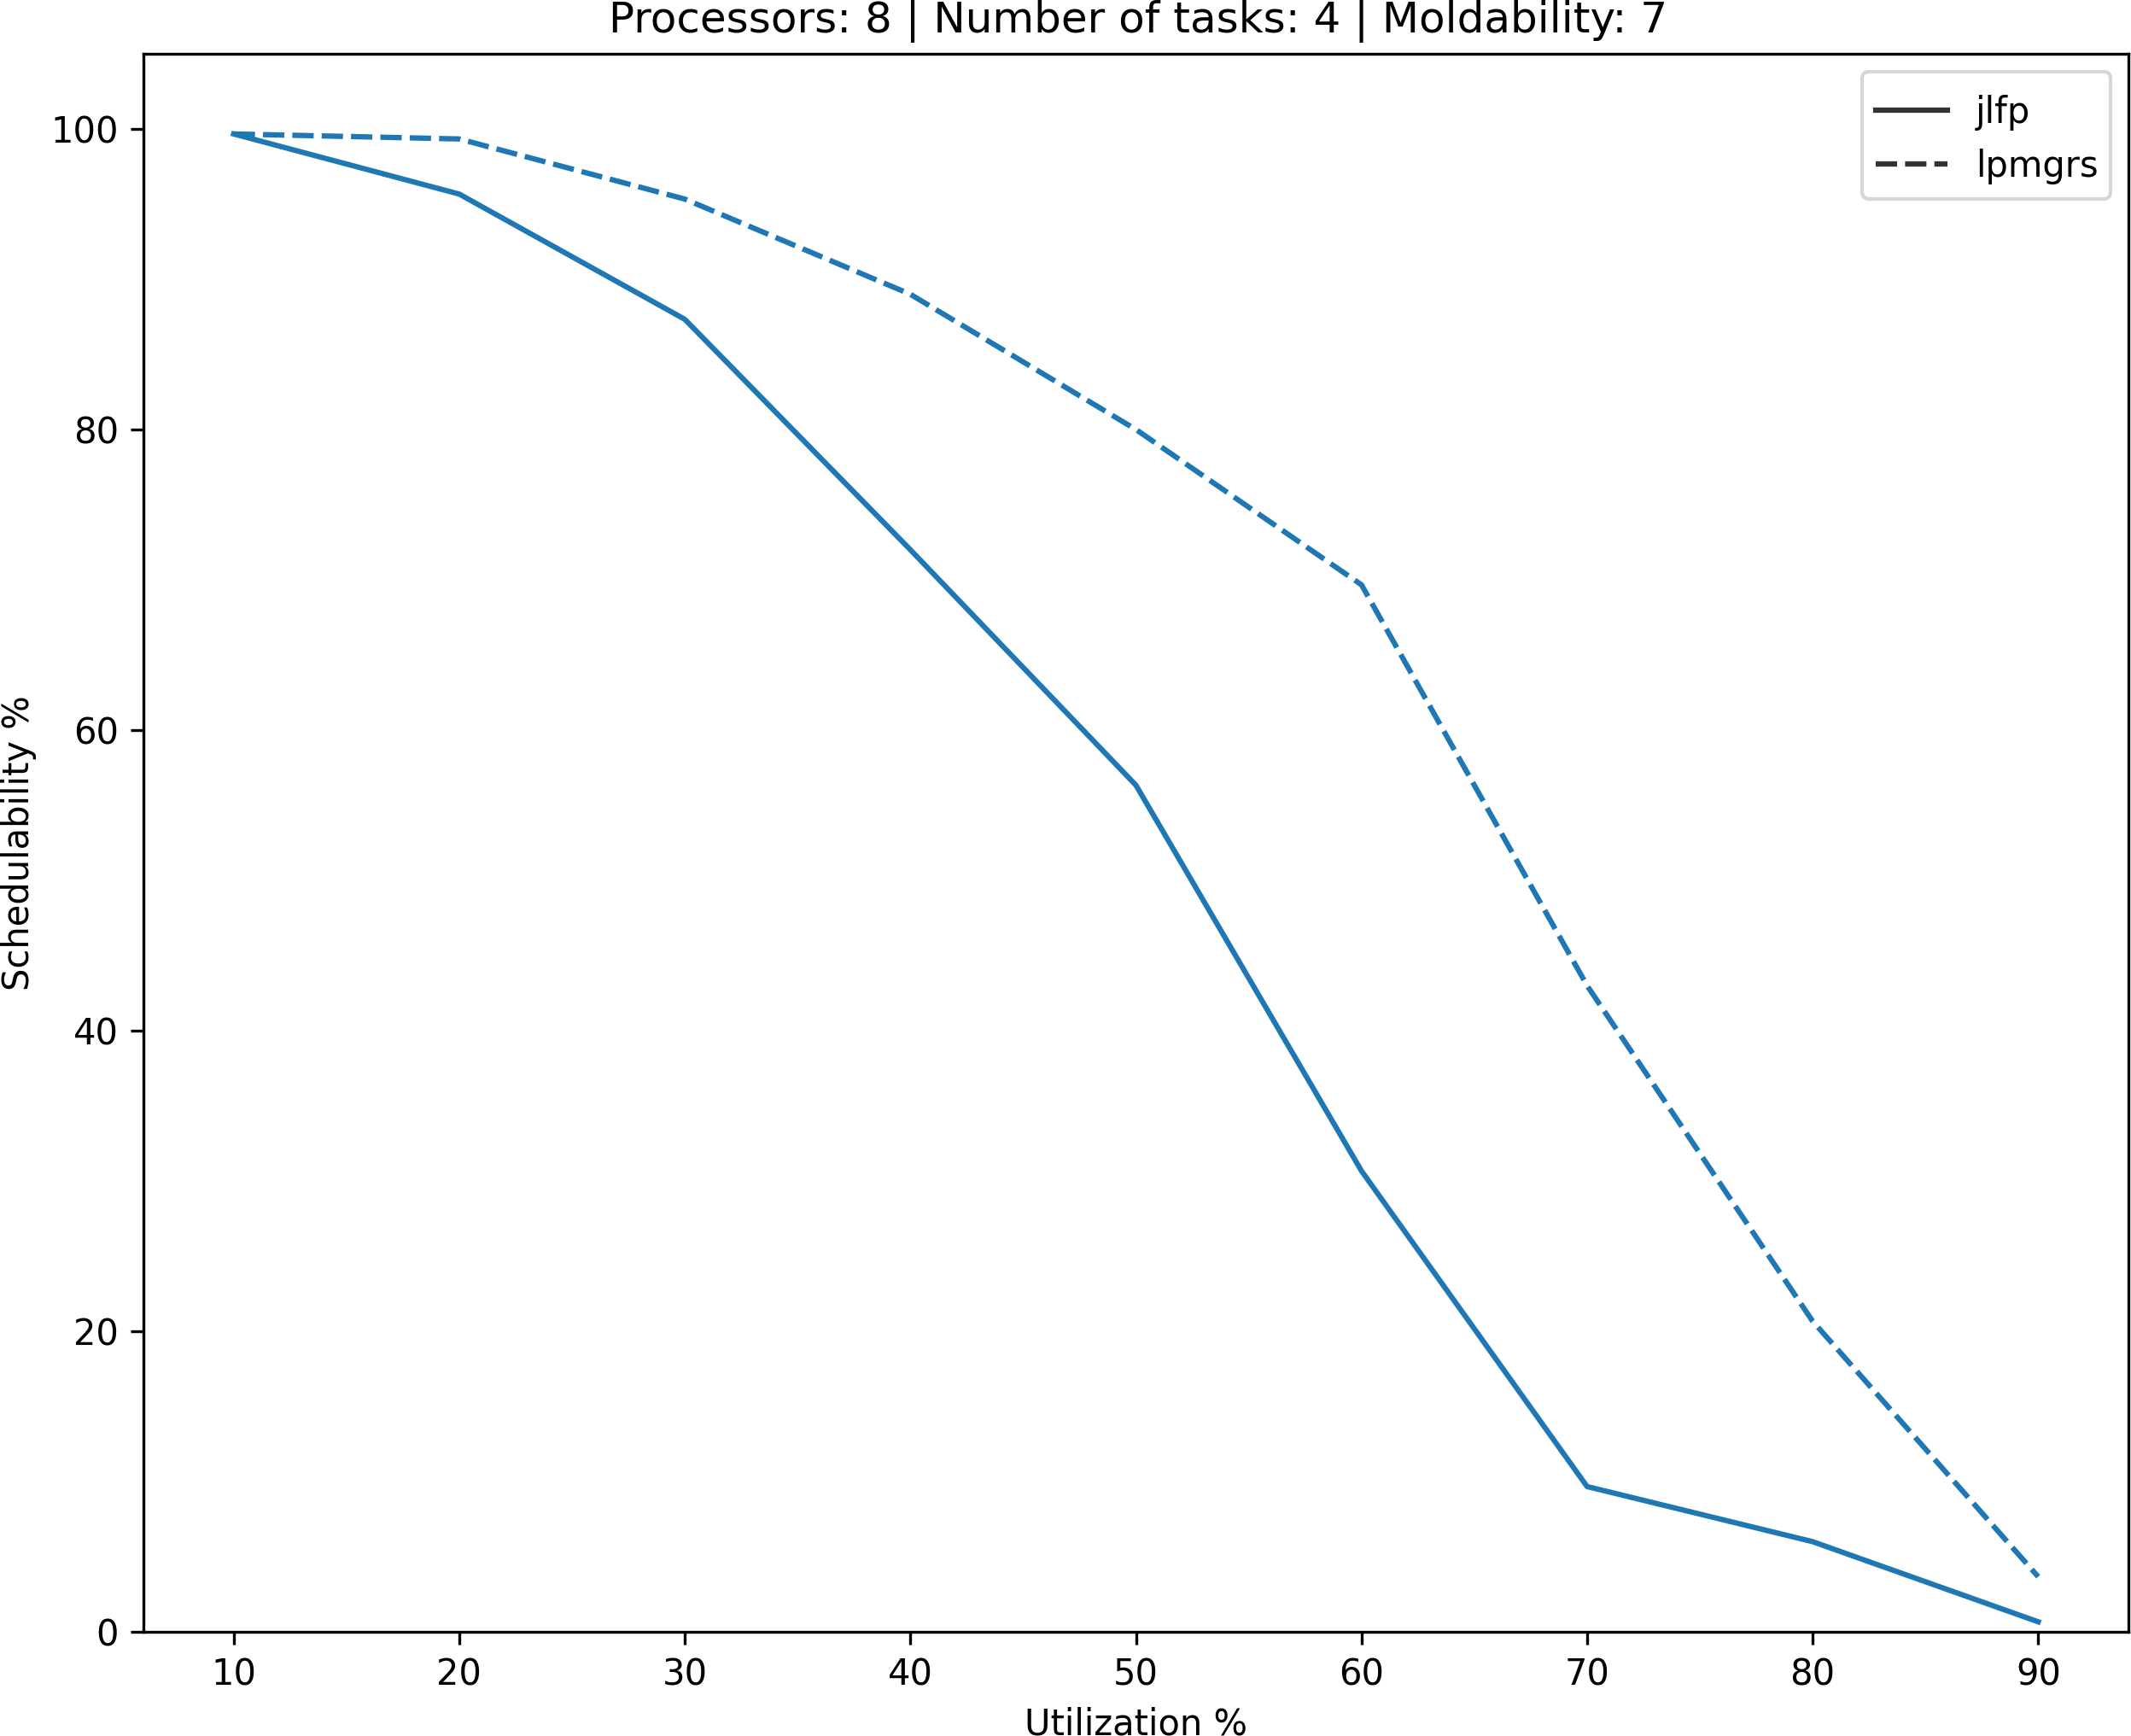 Processors: 8 | Number of tasks: 4 | Moldability: 7
jlfp
lpmgrs
100
80
60
40
20
0
Schedulability %
10 20 30 40 50 60 70 80 90
Utilization %